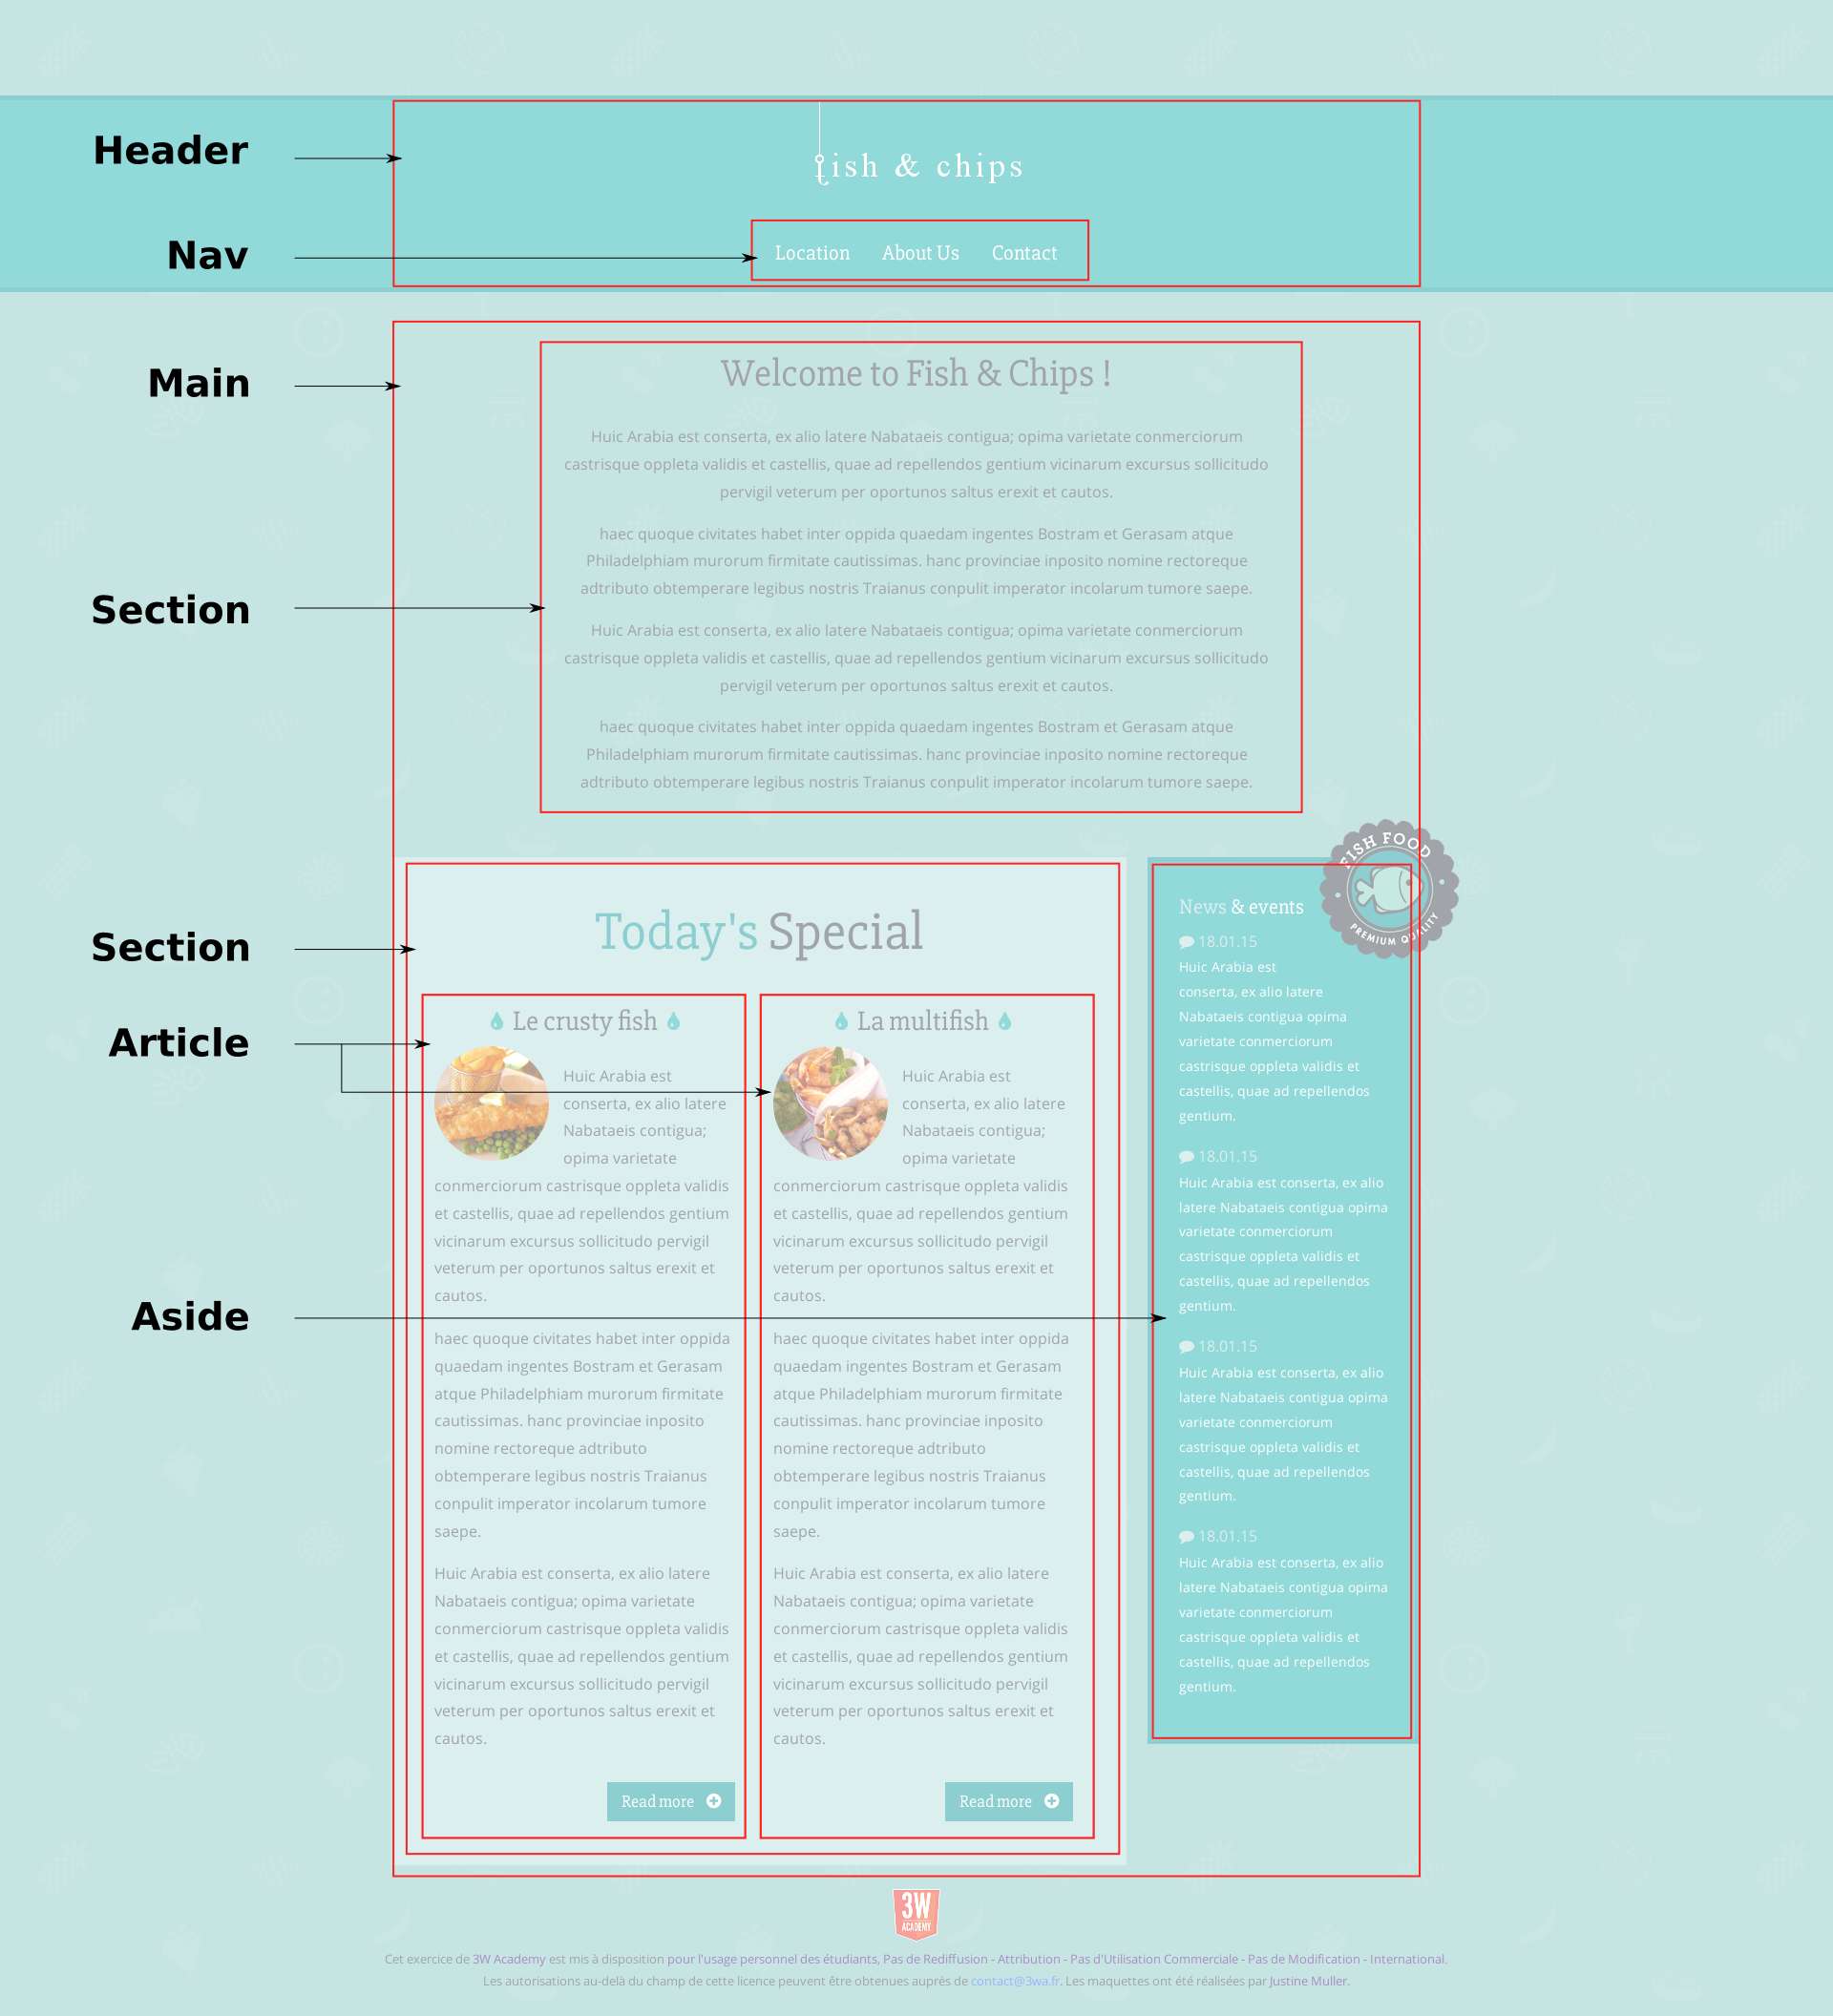 Header
fish & chips
Nav
Location About Us Contact
Main
Welcome to Fish & Chips !
Huic Arabia est conserta, ex alio latere Nabataeis contigua; opima varietate conmerciorum
castrisque oppleta validis et castellis, quae ad repellendos gentium vicinarum excursus sollicitudo
pervigil veterum per oportunos saltus erexit et cautos.
haec quoque civitates habet inter oppida quaedam ingentes Bostram et Gerasam atque
Philadelphiam murorum firmitate cautissimas. hanc provinciae inposito nomine rectoreque
adtributo obtemperare legibus nostris Traianus conpulit imperator incolarum tumore saepe.
Section
Huic Arabia est conserta, ex alio latere Nabataeis contigua; opima varietate conmerciorum
castrisque oppleta validis et castellis, quae ad repellendos gentium vicinarum excursus sollicitudo
pervigil veterum per oportunos saltus erexit et cautos.
haec quoque civitates habet inter oppida quaedam ingentes Bostram et Gerasam atque
Philadelphiam murorum firmitate cautissimas. hanc provinciae inposito nomine rectoreque
adtributo obtemperare legibus nostris Traianus conpulit imperator incolarum tumore saepe.
Section
Today's Special
Article
Le crusty fish
Huic Arabia est
conserta, ex alio latere
Nabataeis contigua;
opima varietate
conmerciorum castrisque oppleta validis
et castellis, quae ad repellendos gentium
vicinarum excursus sollicitudo pervigil
veterum per oportunos saltus erexit et
cautos.
haec quoque civitates habet inter oppida
quaedam ingentes Bostram et Gerasam
atque Philadelphiam murorum firmitate
cautissimas. hanc provinciae inposito
nomine rectoreque adtributo
obtemperare legibus nostris Traianus
conpulit imperator incolarum tumore
saepe.
Huic Arabia est conserta, ex alio latere
Nabataeis contigua; opima varietate
conmerciorum castrisque oppleta validis
et castellis, quae ad repellendos gentium
vicinarum excursus sollicitudo pervigil
veterum per oportunos saltus erexit et
cautos.
Read more
La multifish
Huic Arabia est
conserta, ex alio latere
Nabataeis contigua;
opima varietate
conmerciorum castrisque oppleta validis
et castellis, quae ad repellendos gentium
vicinarum excursus sollicitudo pervigil
veterum per oportunos saltus erexit et
cautos.
haec quoque civitates habet inter oppida
quaedam ingentes Bostram et Gerasam
atque Philadelphiam murorum firmitate
cautissimas. hanc provinciae inposito
nomine rectoreque adtributo
obtemperare legibus nostris Traianus
conpulit imperator incolarum tumore
saepe.
Huic Arabia est conserta, ex alio latere
Nabataeis contigua; opima varietate
conmerciorum castrisque oppleta validis
et castellis, quae ad repellendos gentium
vicinarum excursus sollicitudo pervigil
veterum per oportunos saltus erexit et
cautos.
Read more
Aside
FISH FOOD
PREMIUM QUALITY
News & events
18.01.15
Huic Arabia est
conserta, ex alio latere
Nabataeis contigua opima
varietate conmerciorum
castrisque oppleta validis et
castellis, quae ad repellendos
gentium.
18.01.15
Huic Arabia est conserta, ex alio
latere Nabataeis contigua opima
varietate conmerciorum
castrisque oppleta validis et
castellis, quae ad repellendos
gentium.
18.01.15
Huic Arabia est conserta, ex alio
latere Nabataeis contigua opima
varietate conmerciorum
castrisque oppleta validis et
castellis, quae ad repellendos
gentium.
18.01.15
Huic Arabia est conserta, ex alio
latere Nabataeis contigua opima
varietate conmerciorum
castrisque oppleta validis et
castellis, quae ad repellendos
gentium.
3W
ACADEMY
Cet exercice de 3W Academy est mis à disposition pour l'usage personnel des étudiants, Pas de Rediffusion - Attribution - Pas d'Utilisation Commerciale - Pas de Modification - International.
Les autorisations au-delà du champ de cette licence peuvent être obtenues auprès de contact@3wa.fr. Les maquettes ont été réalisées par Justine Muller.